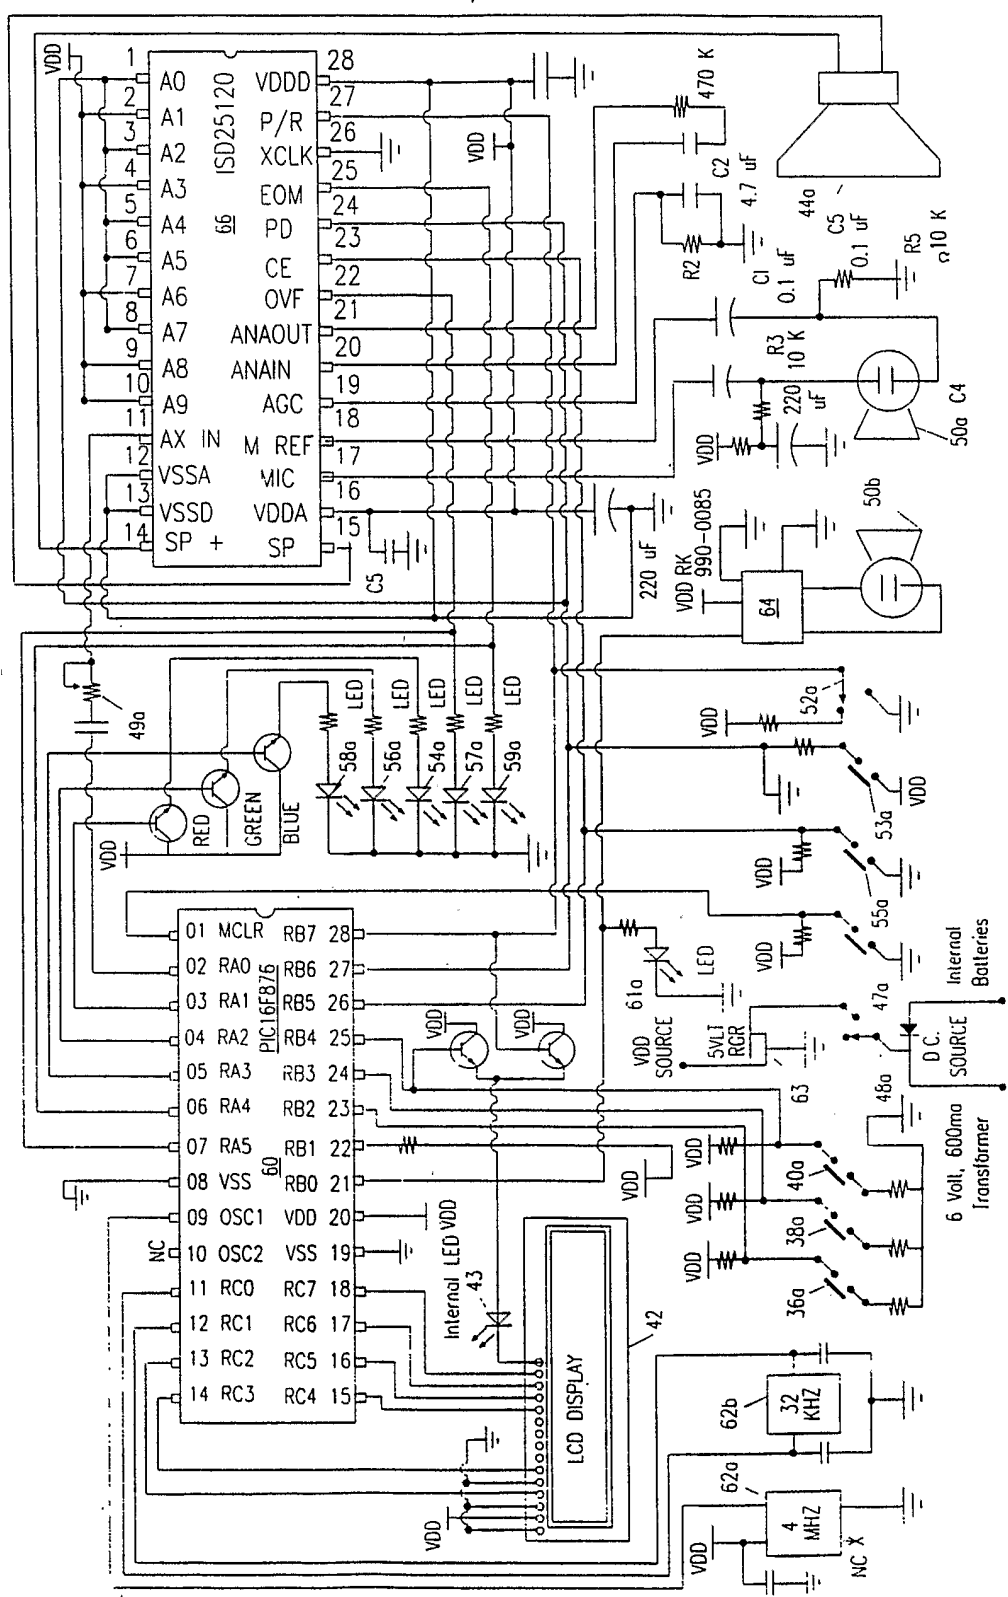 VDD
1
2
3
4
5
6
7
8
9
10
11
12
13
14
A0
A1
A2
A3
A4
A5
A6
A7
A8
A9
AX IN
VSSA
VSSD
SP +
ISD25120
66
VDDD
P/R
XCLK
EOM
PD
CE
OVF
ANAOUT
ANAIN
AGC
M REF
MIC
VDDA
SP
28
27
26
25
24
23
22
21
20
19
18
17
16
15
VDD
470 K
C2
4.7 uF
R2
C1
0.1 uF
44a
C5
0.1 uF
R5
Ω10 K
R3
10 K
220 uF
VDD
C4
50a
C3
220 uF
VDD RK
990-0085
64
50b
49a
VDD
RED
GREEN
BLUE
LED
LED
LED
LED
LED
58a
56a
54a
57a
59a
VDD
52a
53a
VDD
VDD
55a
VDD
47a
61a
LED
VDD SOURCE
5VLT RGR
63
48a
Internal Batteries
D.C. SOURCE
6 Volt, 600ma Transformer
01 MCLR
02 RA0
03 RA1
04 RA2
05 RA3
06 RA4
07 RA5
08 VSS
09 OSC1
10 OSC2
11 RC0
12 RC1
13 RC2
14 RC3
NC
PIC16F876
60
RB7 28
RB6 27
RB5 26
RB4 25
RB3 24
RB2 23
RB1 22
RB0 21
VDD 20
VSS 19
RC7 18
RC6 17
RC5 16
RC4 15
VDD
VDD
VDD
VDD
Internal LED
43
VDD
LCD DISPLAY
42
VDD
VDD
VDD
40a
38a
36a
62b
32 KHZ
62a
4 MHZ
VDD
NC X